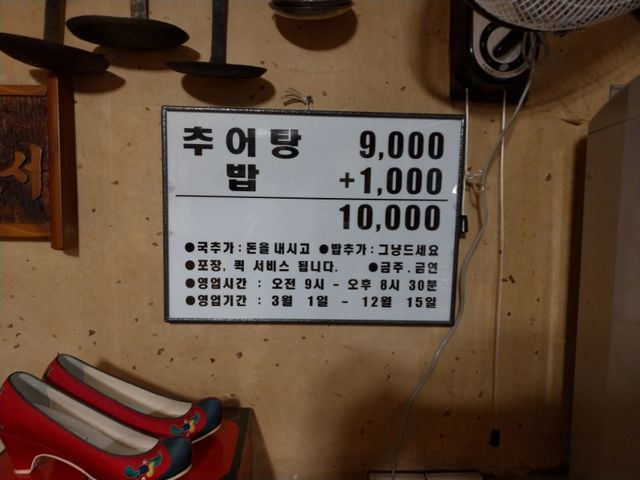 추어탕 9,000
밥 +1,000
10,000
●국추가 : 돈을 내시고 ●밥추가 : 그냥드세요
●포장, 퀵 서비스 됩니다. ●금주 . 금연
●영업시간 : 오전 9시 - 오후 8시 30분
●영업기간 : 3월 1일 - 12월 15일
서